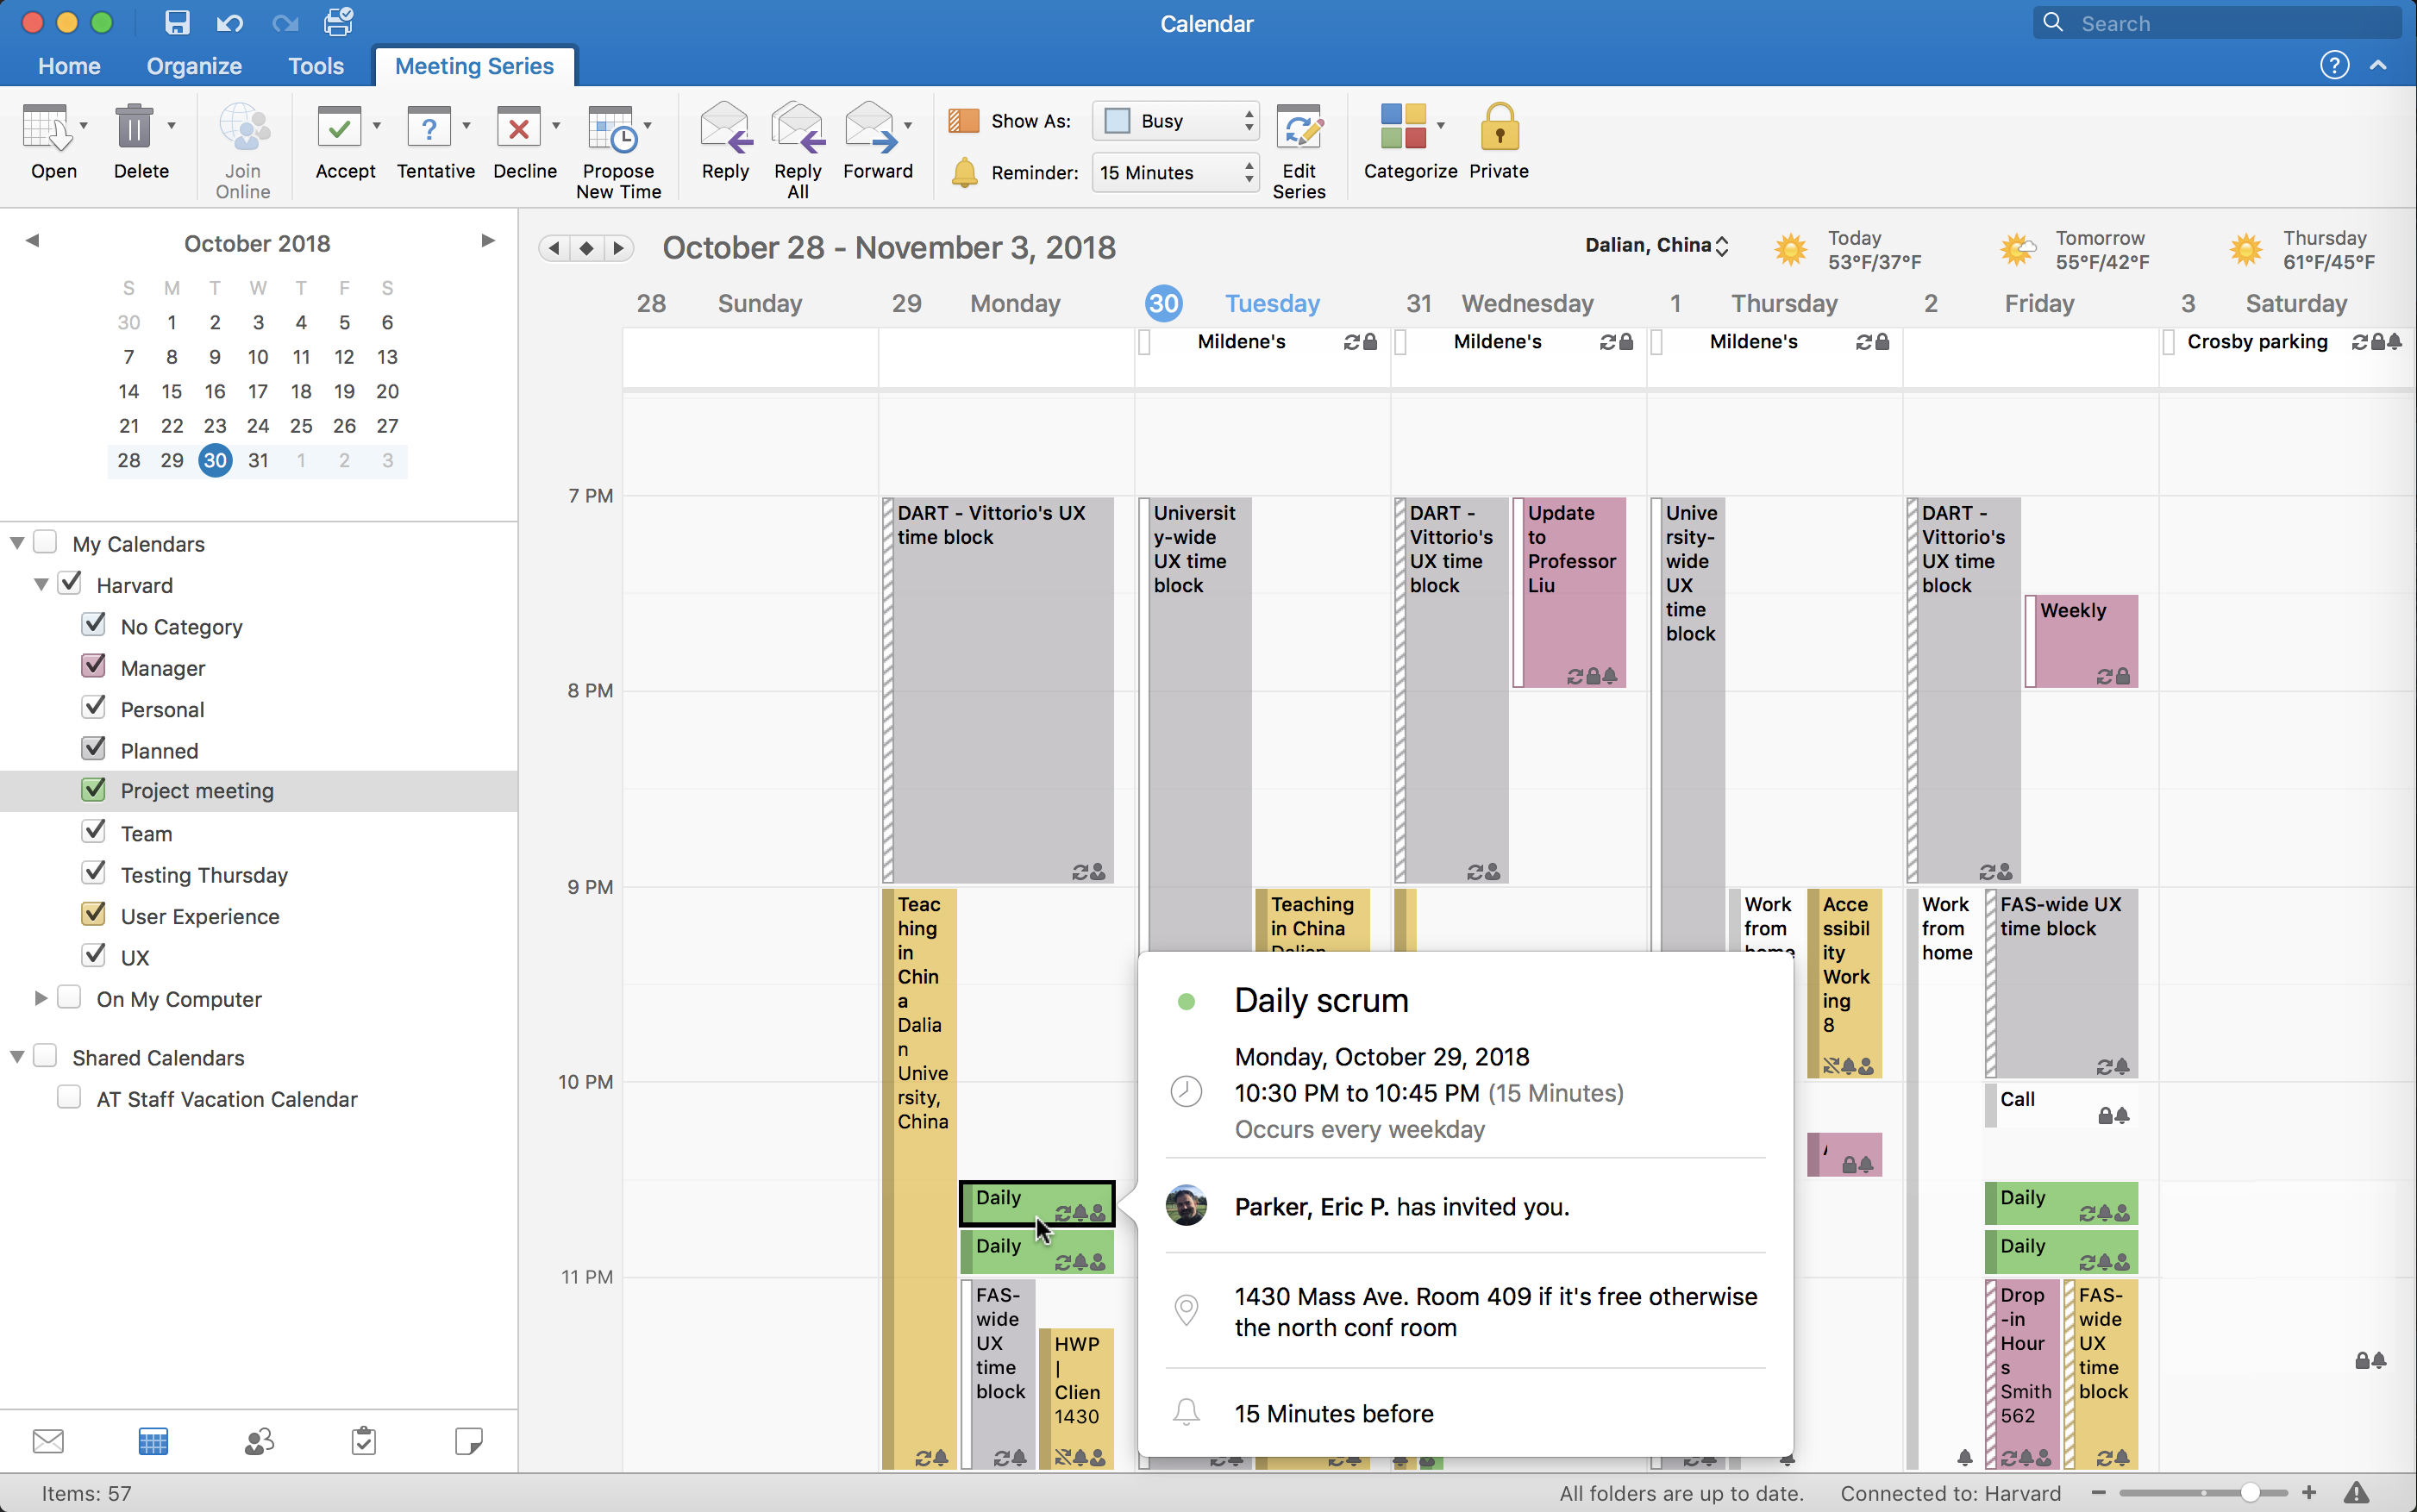 Calendar
Search
Home
Organize
Tools
Meeting Series
?
Open
Delete
Join
Online
Accept
?
Tentative
Decline
Propose
New Time
Reply
Reply
All
Forward
Show As:
Busy
Reminder:
15 Minutes
Edit
Series
Categorize
Private
October 2018
S M T W T F S
30 1 2 3 4 5 6
7 8 9 10 11 12 13
14 15 16 17 18 19 20
21 22 23 24 25 26 27
28 29 30 31 1 2 3
My Calendars
Harvard
No Category
Manager
Personal
Planned
Project meeting
Team
Testing Thursday
User Experience
UX
On My Computer
Shared Calendars
AT Staff Vacation Calendar
October 28 - November 3, 2018
Dalian, China
Today
53°F/37°F
Tomorrow
55°F/42°F
Thursday
61°F/45°F
28 Sunday
29 Monday
30 Tuesday
31 Wednesday
1 Thursday
2 Friday
3 Saturday
Mildene's
Mildene's
Mildene's
Crosby parking
7 PM
8 PM
9 PM
10 PM
11 PM
DART - Vittorio's UX
time block
Teac
hing
in
Chin
a
Dalia
n
Unive
rsity,
China
Daily
Daily
FAS-
wide
UX
time
block
HWP
|
Clien
1430
Universit
y-wide
UX time
block
Teaching
in China
Dalian
DART -
Vittorio's
UX time
block
Update
to
Professor
Liu
Unive
rsity-
wide
UX
time
block
Work
from
home
Acce
ssibil
ity
Work
ing
8
DART -
Vittorio's
UX time
block
Weekly
Work
from
home
FAS-wide UX
time block
Call
Daily
Daily
Drop
-in
Hour
s
Smith
562
FAS-
wide
UX
time
block
Daily scrum
Monday, October 29, 2018
10:30 PM to 10:45 PM (15 Minutes)
Occurs every weekday
Parker, Eric P. has invited you.
1430 Mass Ave. Room 409 if it's free otherwise
the north conf room
15 Minutes before
Items: 57
All folders are up to date.
Connected to: Harvard